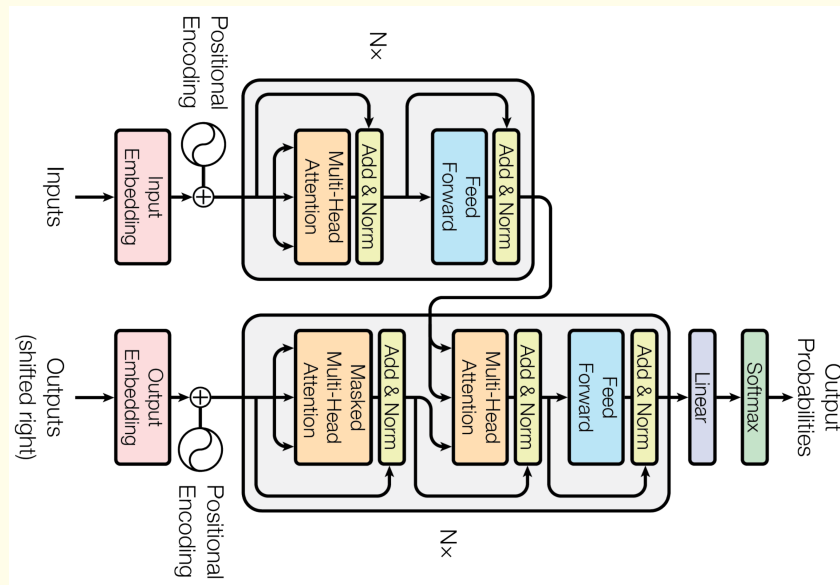 Output
Probabilities
Softmax
Linear
Add & Norm
Feed
Forward
Add & Norm
Multi-Head
Attention
Add & Norm
Masked
Multi-Head
Attention
Nx
Positional
Encoding
Output
Embedding
Outputs
(shifted right)
Add & Norm
Feed
Forward
Add & Norm
Multi-Head
Attention
Nx
Positional
Encoding
Input
Embedding
Inputs